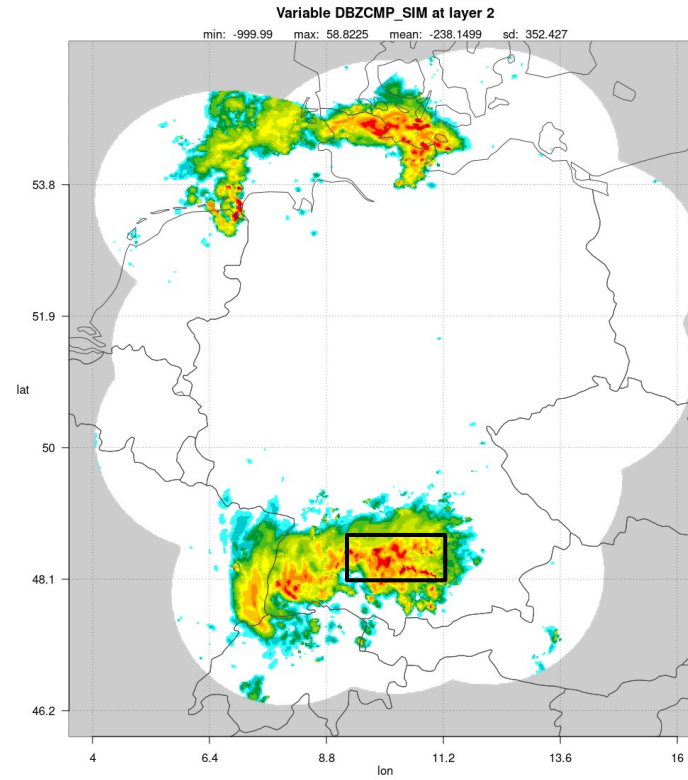 Variable DBZCMP_SIM at layer 2
min: -999.99 max: 58.8225 mean: -238.1499 sd: 352.427
53.8
51.9
lat
50
48.1
46.2
4 6.4 8.8 11.2 13.6 16
lon